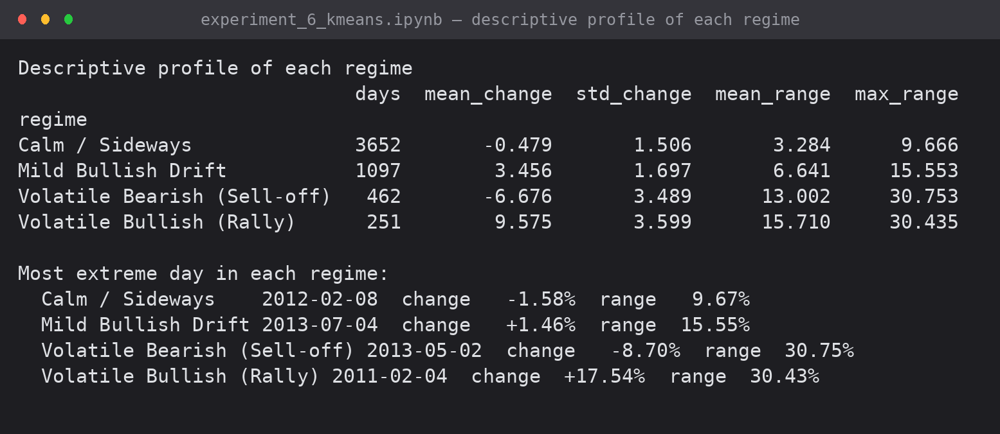 experiment_6_kmeans.ipynb — descriptive profile of each regime
Descriptive profile of each regime
                             days  mean_change  std_change  mean_range  max_range
regime
Calm / Sideways              3652       -0.479       1.506       3.284      9.666
Mild Bullish Drift           1097        3.456       1.697       6.641     15.553
Volatile Bearish (Sell-off)   462       -6.676       3.489      13.002     30.753
Volatile Bullish (Rally)      251        9.575       3.599      15.710     30.435
Most extreme day in each regime:
  Calm / Sideways    2012-02-08  change   -1.58%  range   9.67%
  Mild Bullish Drift 2013-07-04  change   +1.46%  range  15.55%
  Volatile Bearish (Sell-off) 2013-05-02  change   -8.70%  range  30.75%
  Volatile Bullish (Rally) 2011-02-04  change  +17.54%  range  30.43%